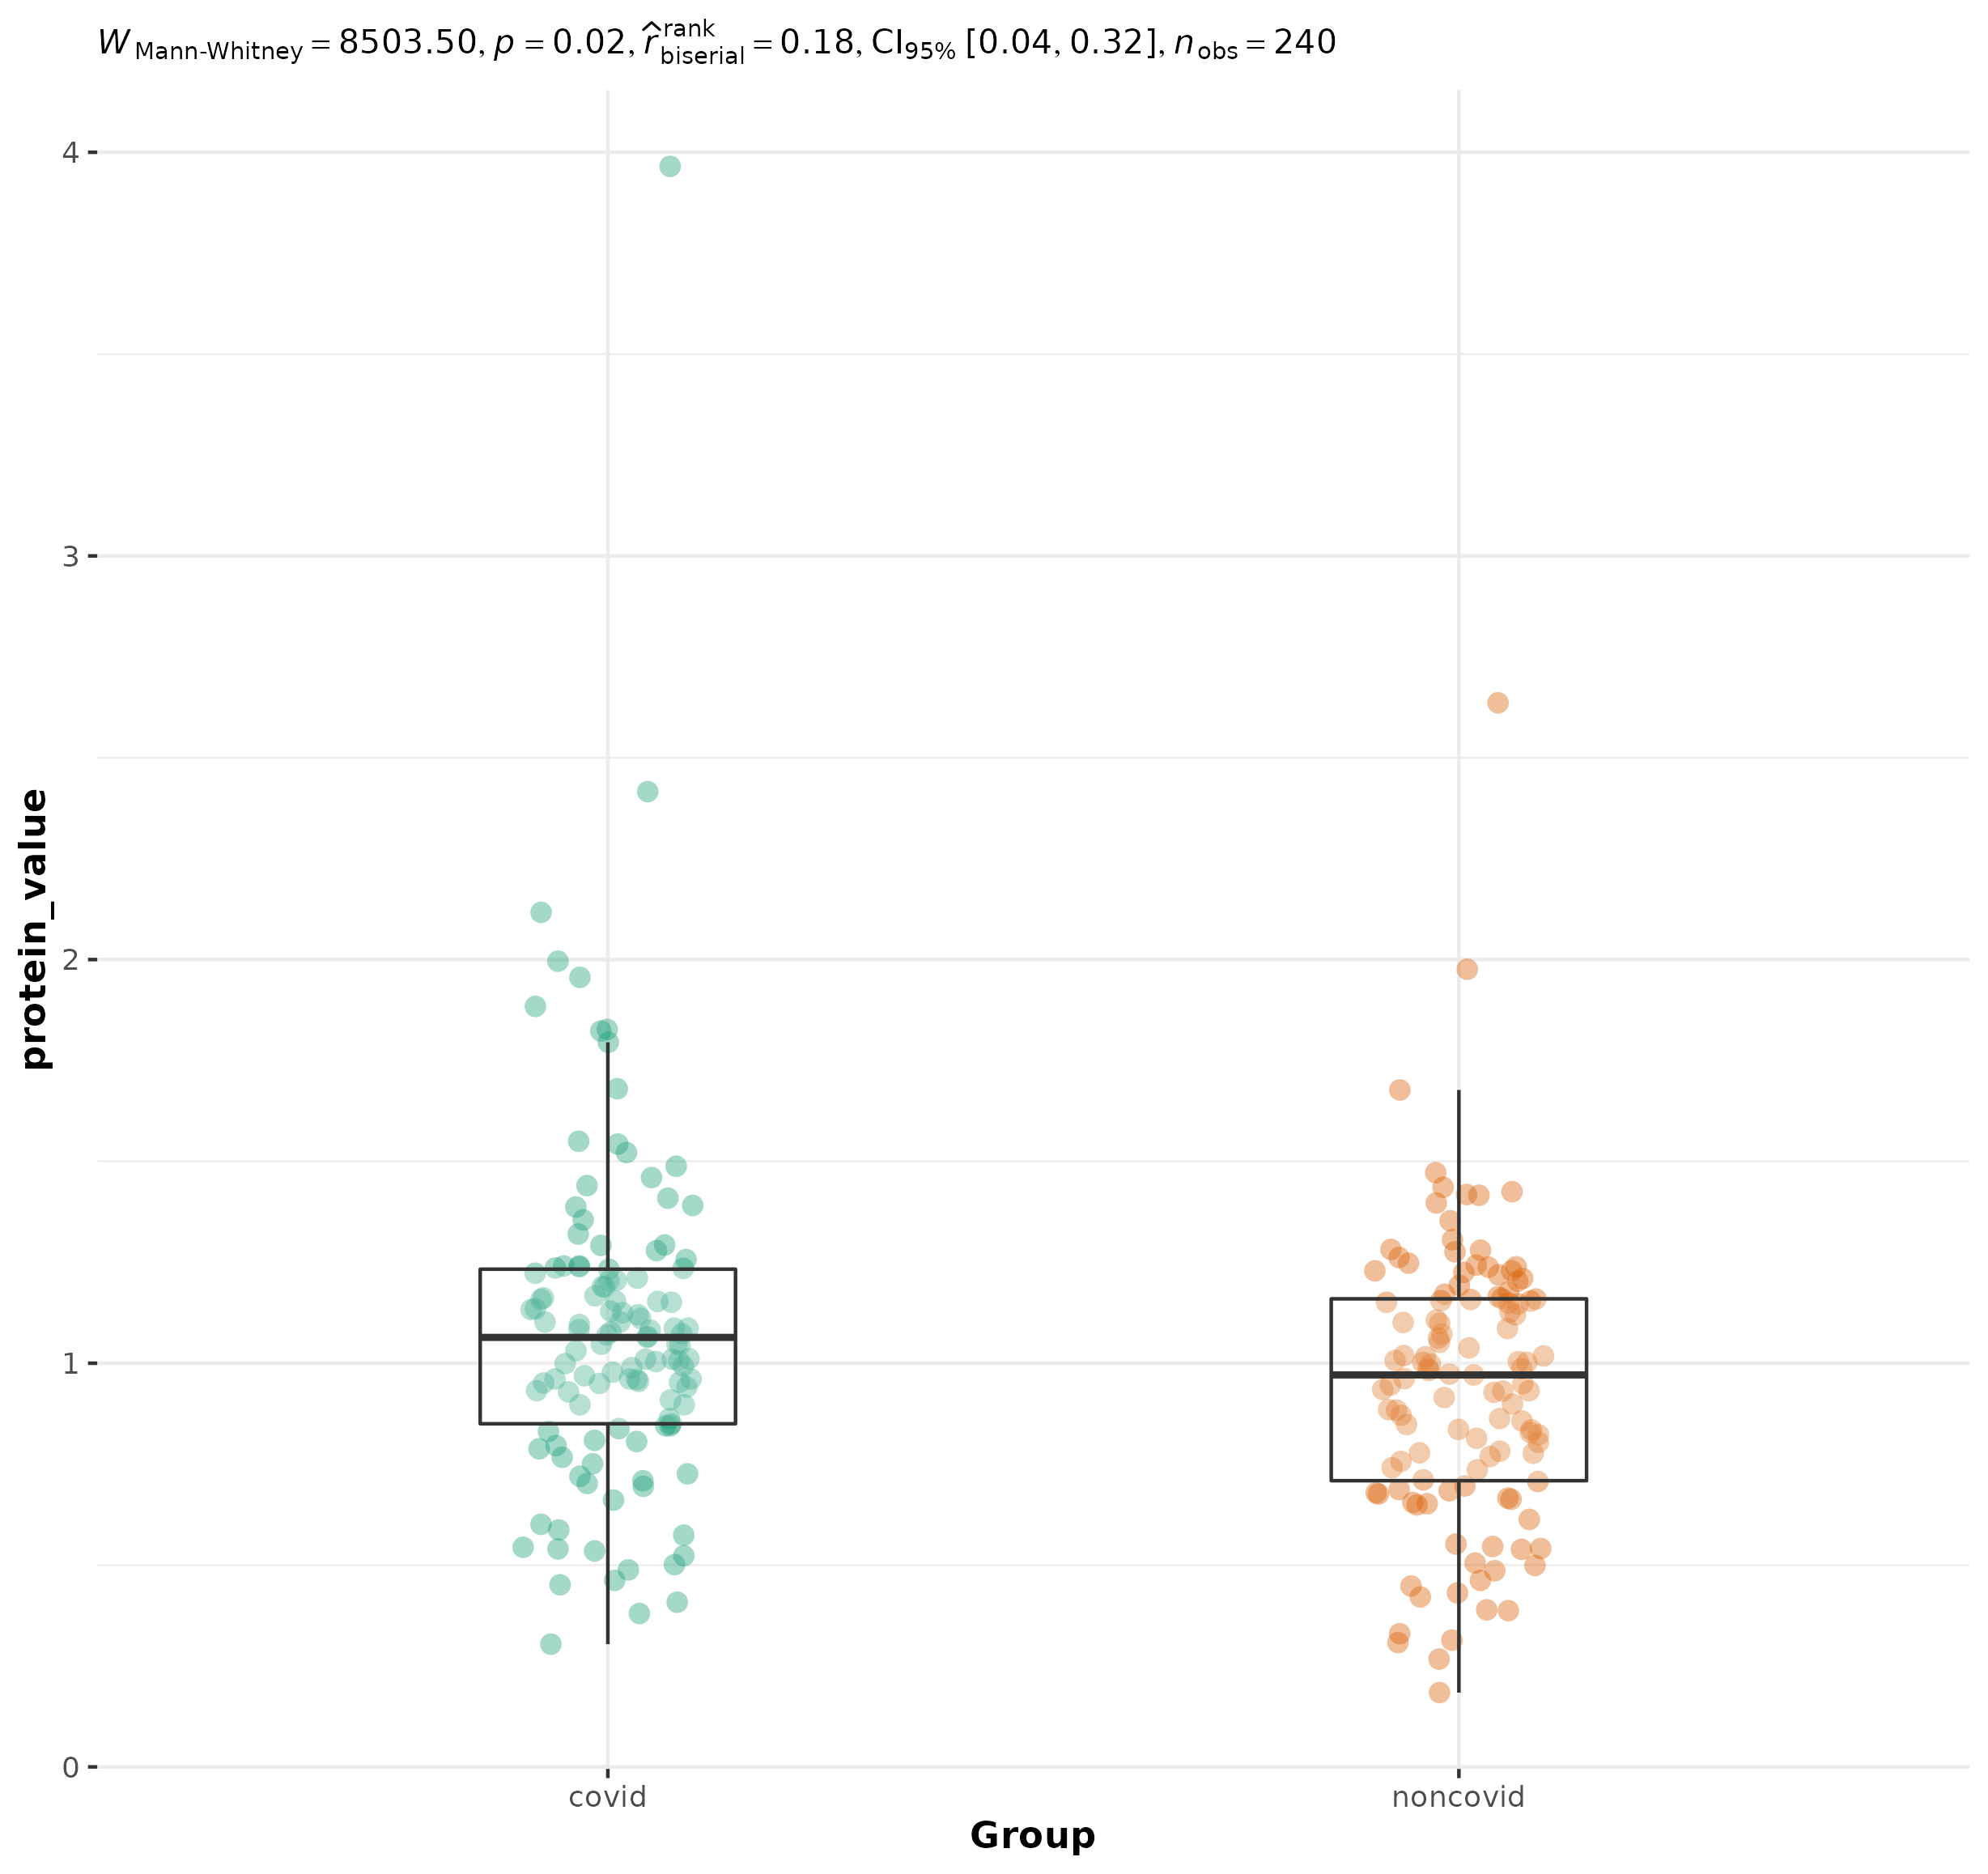 W Mann-Whitney = 8503.50, p = 0.02, r̂ rank biserial = 0.18, CI95% [0.04, 0.32], n obs = 240
4
3
2
1
0
protein_value
covid
noncovid
Group